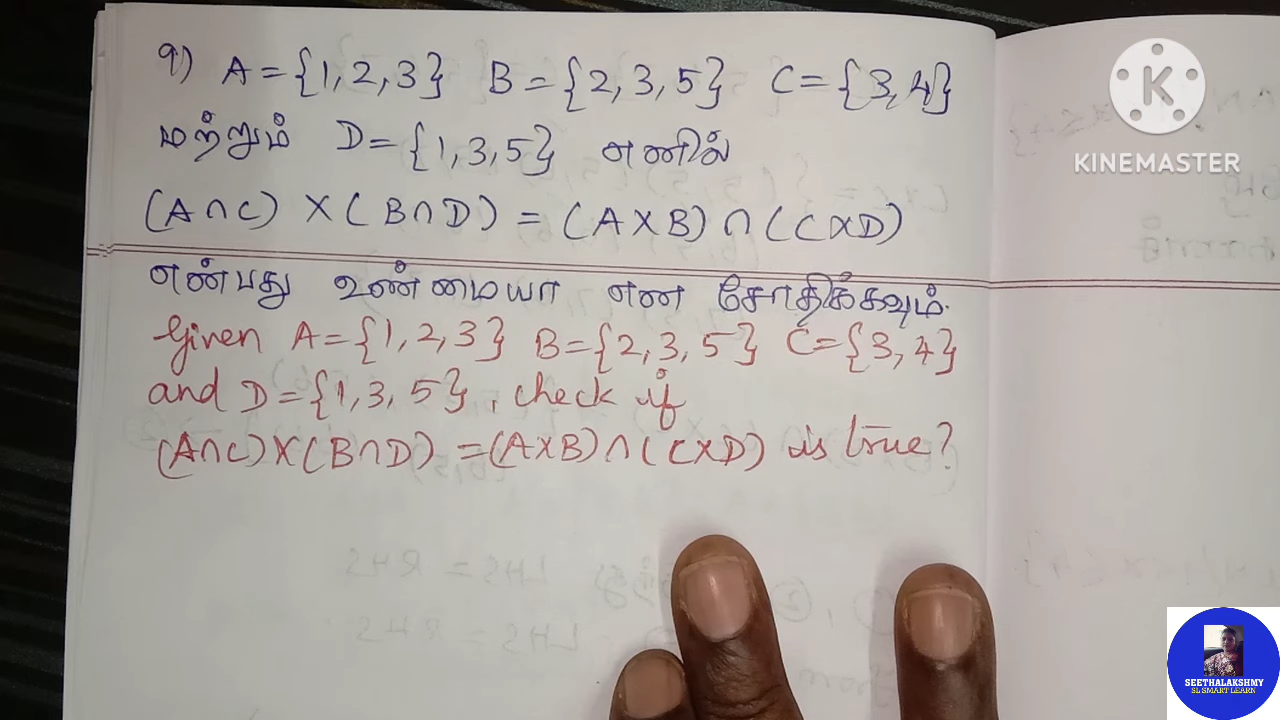 9) A = {1, 2, 3} B = {2, 3, 5} C = {3, 4}
மற்றும் D = {1, 3, 5} எனில்
(A ∩ C) X (B ∩ D) = (A X B) ∩ (C X D)
என்பது உண்மையா என சோதிக்கவும்.
Given A = {1, 2, 3} B = {2, 3, 5} C = {3, 4}
and D = {1, 3, 5}, check if
(A ∩ C) X (B ∩ D) = (A X B) ∩ (C X D) is true?
K
KINEMASTER
SEETHALAKSHMY
SL SMART LEARN